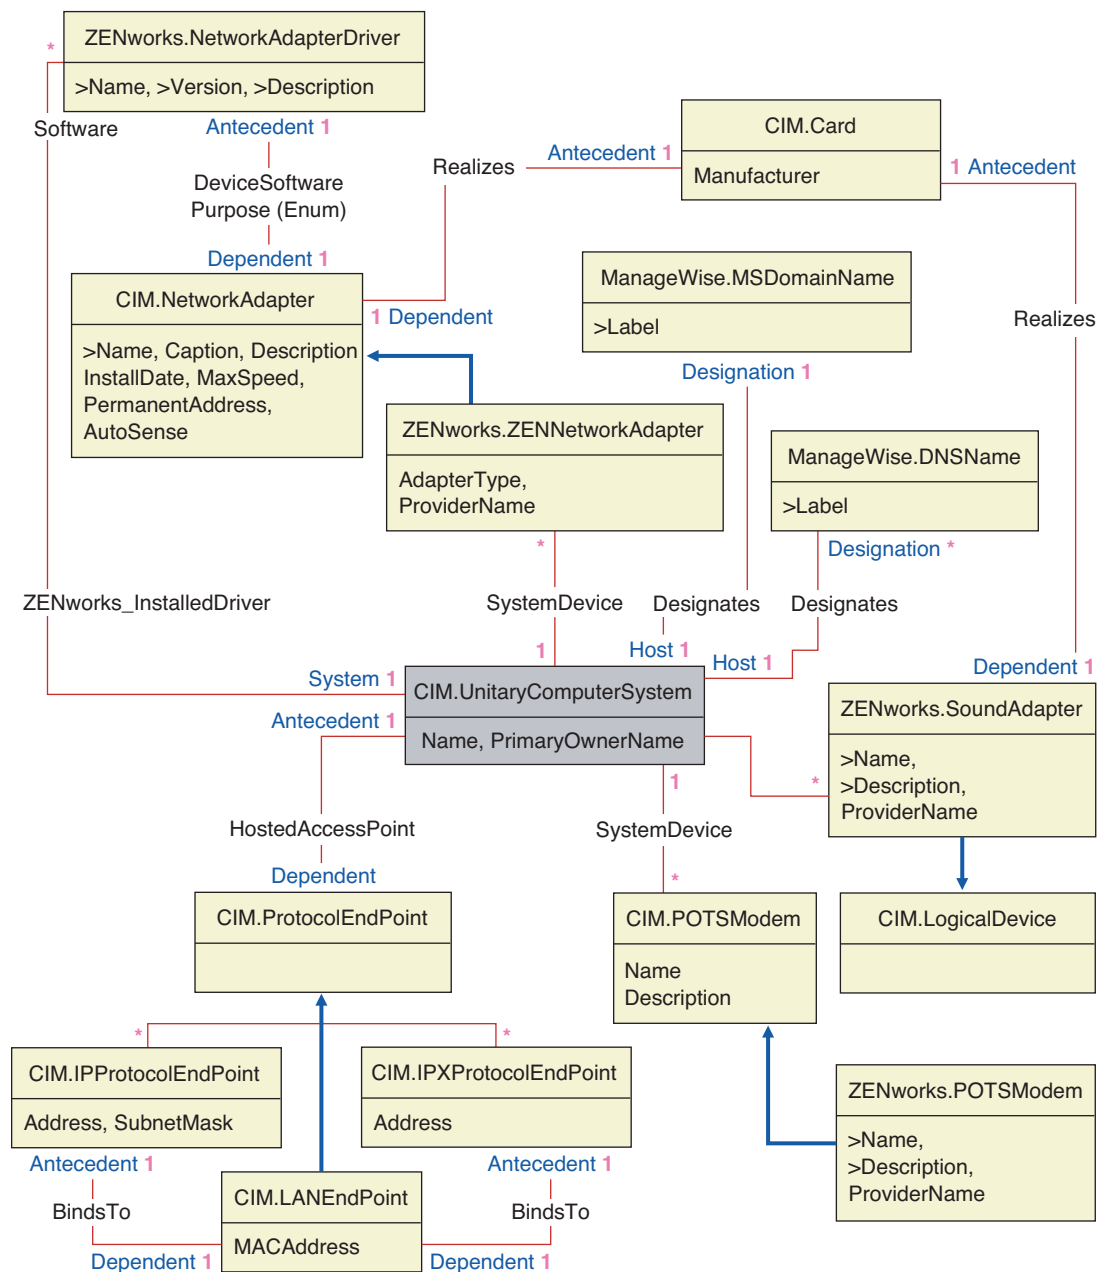 ZENworks.NetworkAdapterDriver
*
>Name, >Version, >Description
Software
Antecedent 1
DeviceSoftware
Purpose (Enum)
Dependent 1
CIM.Card
Manufacturer
Antecedent 1
1 Antecedent
Realizes
Realizes
CIM.NetworkAdapter
>Name, Caption, Description
InstallDate, MaxSpeed,
PermanentAddress,
AutoSense
1 Dependent
ManageWise.MSDomainName
>Label
Designation 1
ZENworks.ZENNetworkAdapter
AdapterType,
ProviderName
*
ManageWise.DNSName
>Label
Designation *
ZENworks_InstalledDriver
SystemDevice
Designates
Designates
1
Host 1
Host 1
Dependent 1
System 1
Antecedent 1
CIM.UnitaryComputerSystem
Name, PrimaryOwnerName
ZENworks.SoundAdapter
>Name,
>Description,
ProviderName
*
1
HostedAccessPoint
SystemDevice
Dependent
*
CIM.ProtocolEndPoint
CIM.POTSModem
Name
Description
CIM.LogicalDevice
*
*
CIM.IPProtocolEndPoint
Address, SubnetMask
CIM.IPXProtocolEndPoint
Address
ZENworks.POTSModem
>Name,
>Description,
ProviderName
Antecedent 1
Antecedent 1
BindsTo
BindsTo
CIM.LANEndPoint
MACAddress
Dependent 1
Dependent 1